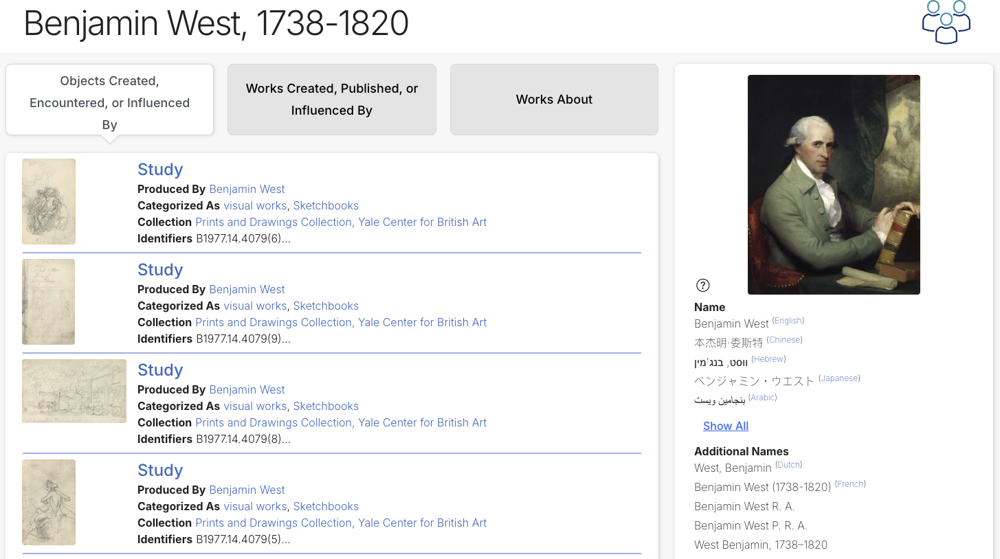 Benjamin West, 1738-1820
Objects Created,
Encountered, or Influenced
By
Works Created, Published, or
Influenced By
Works About
Study
Produced By Benjamin West
Categorized As visual works, Sketchbooks
Collection Prints and Drawings Collection, Yale Center for British Art
Identifiers B1977.14.4079(6)...
Study
Produced By Benjamin West
Categorized As visual works, Sketchbooks
Collection Prints and Drawings Collection, Yale Center for British Art
Identifiers B1977.14.4079(9)...
Study
Produced By Benjamin West
Categorized As visual works, Sketchbooks
Collection Prints and Drawings Collection, Yale Center for British Art
Identifiers B1977.14.4079(8)...
Study
Produced By Benjamin West
Categorized As visual works, Sketchbooks
Collection Prints and Drawings Collection, Yale Center for British Art
Identifiers B1977.14.4079(5)...
?
Name
Benjamin West (English)
本杰明·委斯特 (Chinese)
ווסט, בנג'מין (Hebrew)
ベンジャミン・ウエスト (Japanese)
بنجامين ويست (Arabic)
Show All
Additional Names
West, Benjamin (Dutch)
Benjamin West (1738-1820) (French)
Benjamin West R. A.
Benjamin West P. R. A.
West Benjamin, 1738–1820